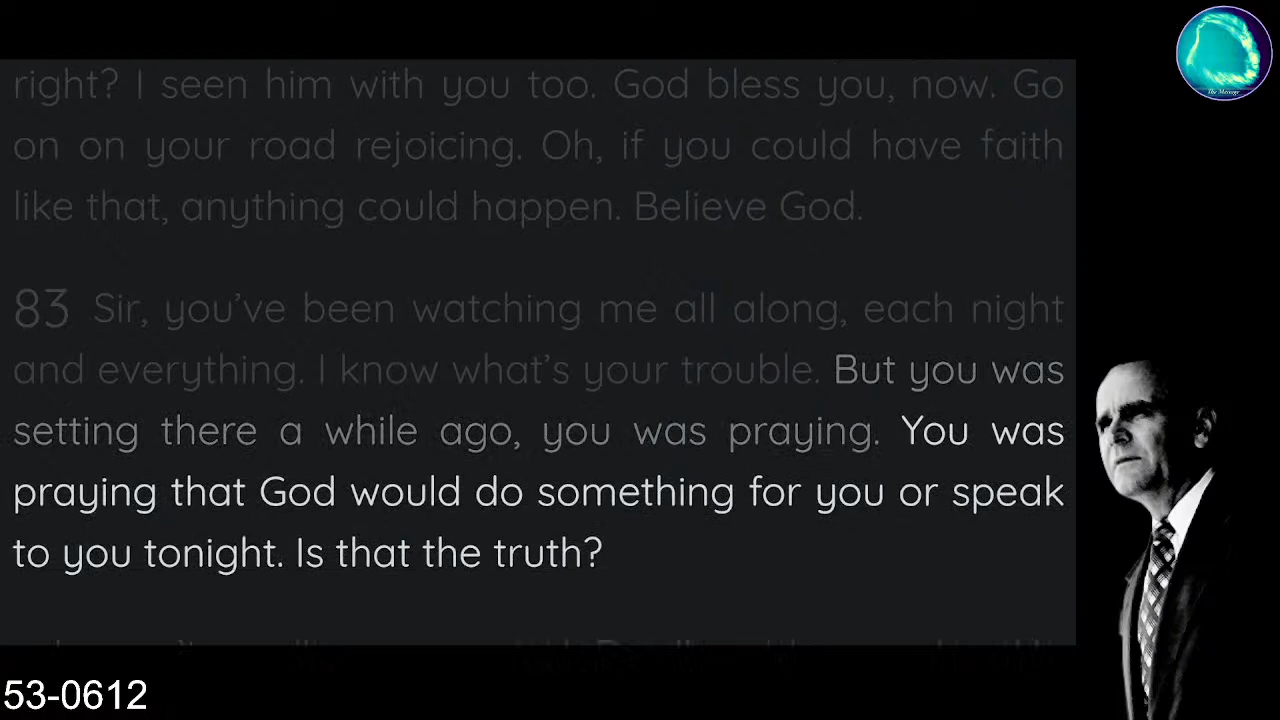 right? I seen him with you too. God bless you, now. Go
on on your road rejoicing. Oh, if you could have faith
like that, anything could happen. Believe God.
83 Sir, you’ve been watching me all along, each night
and everything. I know what’s your trouble. But you was
setting there a while ago, you was praying. You was
praying that God would do something for you or speak
to you tonight. Is that the truth?
53-0612
The Message